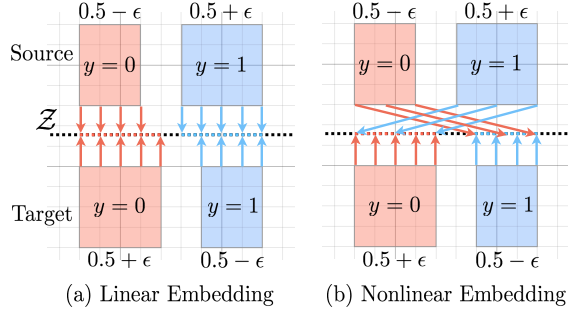 0.5 − ϵ 0.5 + ϵ 0.5 − ϵ 0.5 + ϵ
Source y = 0 y = 1 y = 0 y = 1
𝒵
Target y = 0 y = 1 y = 0 y = 1
0.5 + ϵ 0.5 − ϵ 0.5 + ϵ 0.5 − ϵ
(a) Linear Embedding (b) Nonlinear Embedding